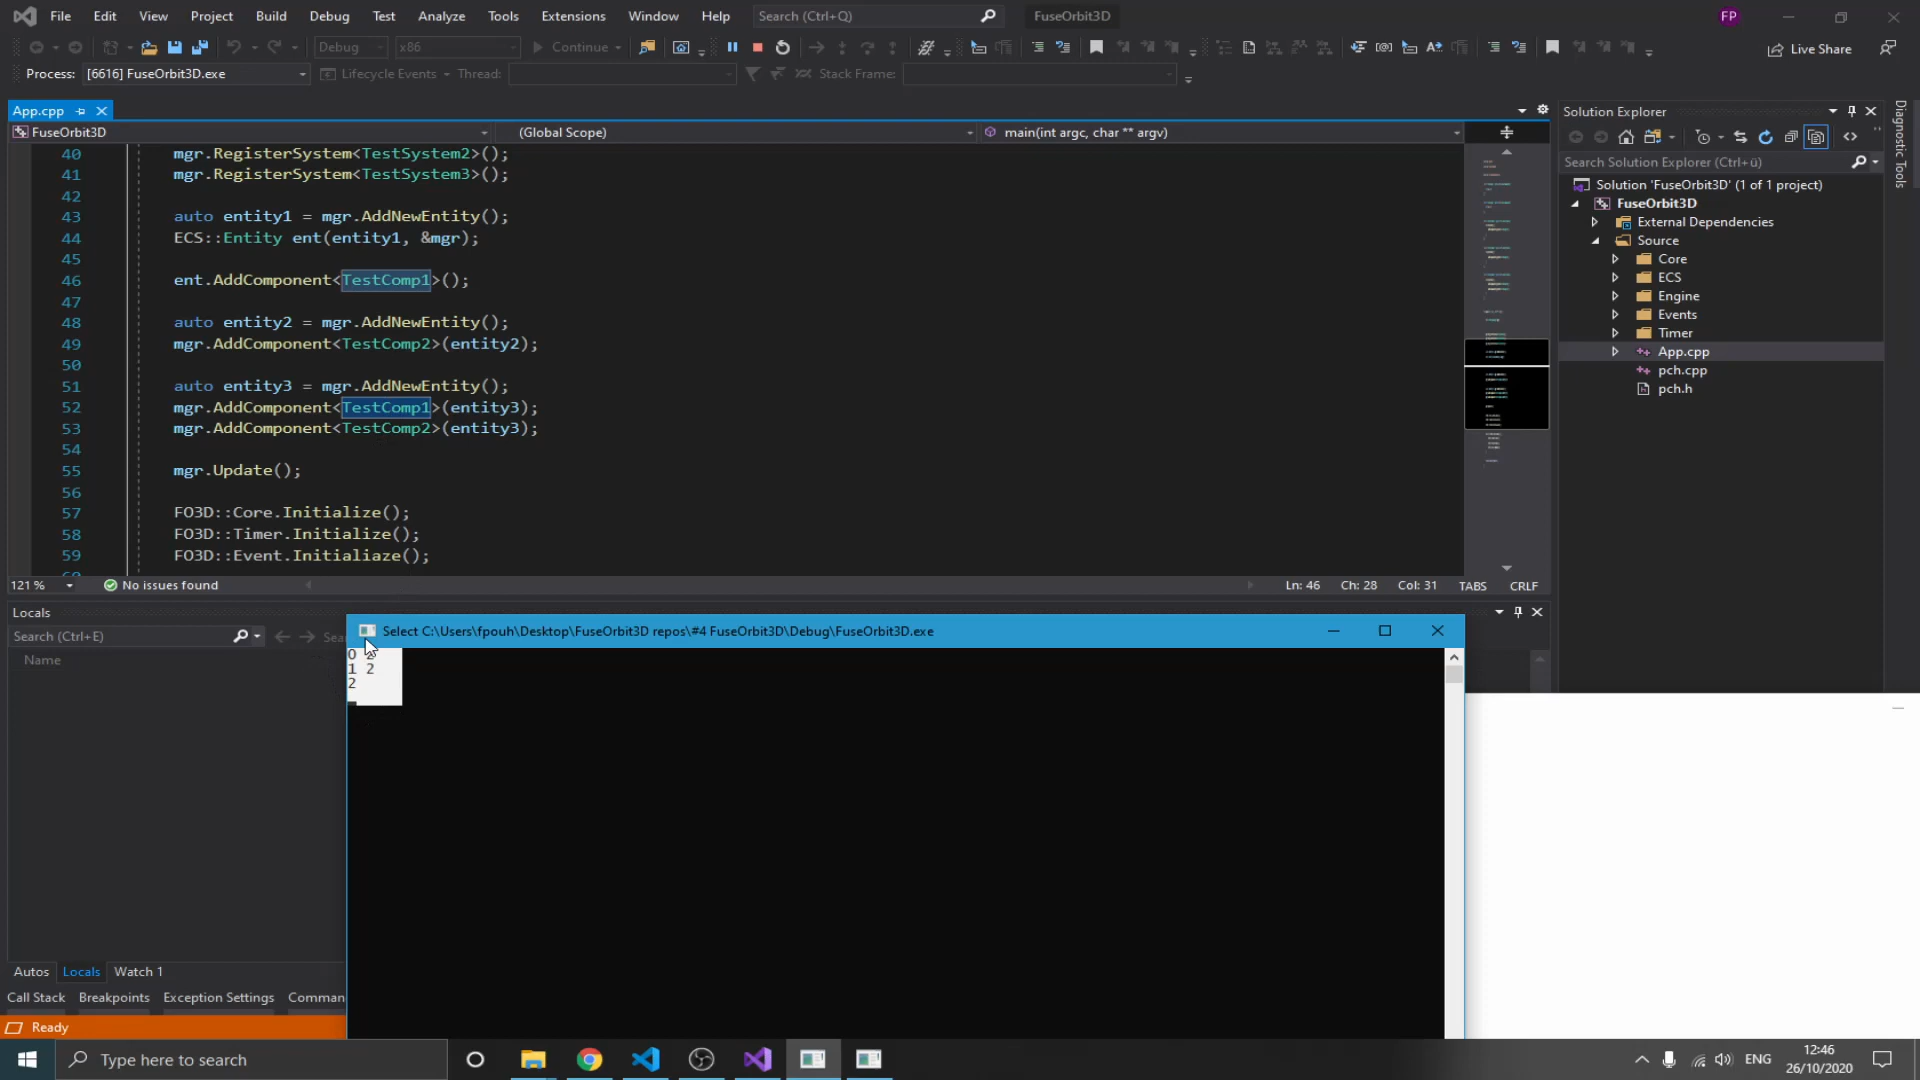 File Edit View Project Build Debug Test Analyze Tools Extensions Window Help Search (Ctrl+Q) FuseOrbit3D FP
Debug x86 Continue Live Share
Process: [6616] FuseOrbit3D.exe Lifecycle Events Thread: Stack Frame:
App.cpp
FuseOrbit3D (Global Scope) main(int argc, char ** argv)
40 mgr.RegisterSystem<TestSystem2>();
41 mgr.RegisterSystem<TestSystem3>();
42
43 auto entity1 = mgr.AddNewEntity();
44 ECS::Entity ent(entity1, &mgr);
45
46 ent.AddComponent<TestComp1>();
47
48 auto entity2 = mgr.AddNewEntity();
49 mgr.AddComponent<TestComp2>(entity2);
50
51 auto entity3 = mgr.AddNewEntity();
52 mgr.AddComponent<TestComp1>(entity3);
53 mgr.AddComponent<TestComp2>(entity3);
54
55 mgr.Update();
56
57 FO3D::Core.Initialize();
58 FO3D::Timer.Initialize();
59 FO3D::Event.Initialiaze();
121 % No issues found Ln: 46 Ch: 28 Col: 31 TABS CRLF
Solution Explorer
Search Solution Explorer (Ctrl+ü)
Solution 'FuseOrbit3D' (1 of 1 project)
FuseOrbit3D
External Dependencies
Source
Core
ECS
Engine
Events
Timer
App.cpp
pch.cpp
pch.h
Diagnostic Tools
Locals
Search (Ctrl+E)
Name
Select C:\Users\fpouh\Desktop\FuseOrbit3D repos\#4 FuseOrbit3D\Debug\FuseOrbit3D.exe
0
1 2
2
Autos Locals Watch 1
Call Stack Breakpoints Exception Settings
Ready
Type here to search
ENG
12:46
26/10/2020